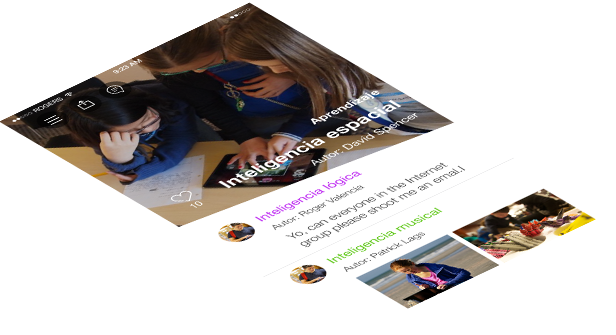 ROGERS
9:23 AM
Aprendizaje
Inteligencia espacial
Autor: David Spencer
10
Inteligencia lógica
Autor: Roger Valencia
Yo, can everyone in the Internet
group please shoot me an email.l
Inteligencia musical
Autor: Patrick Lags